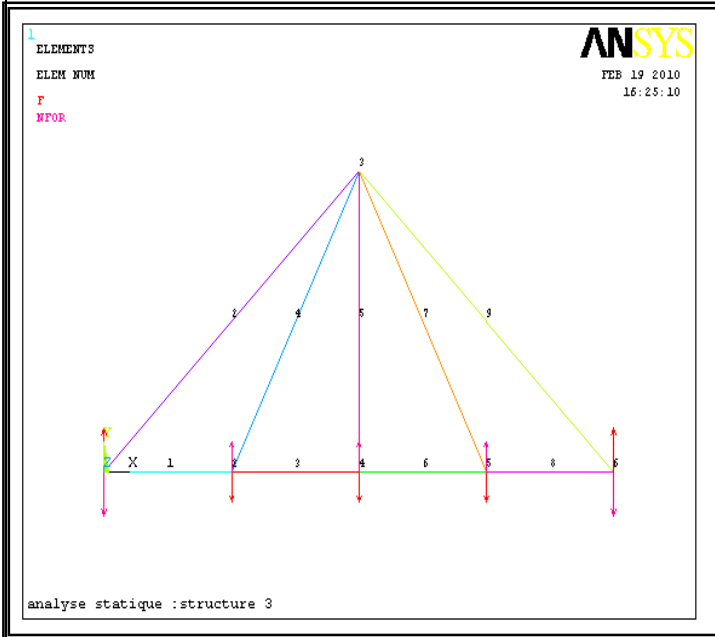 1
ELEMENTS
ANSYS
ELEM NUM
FEB 19 2010
16:25:10
F
NFOR
3
2 4 5 7 9
Y
Z X 1 2 3 4 6 5 8 6
analyse statique :structure 3